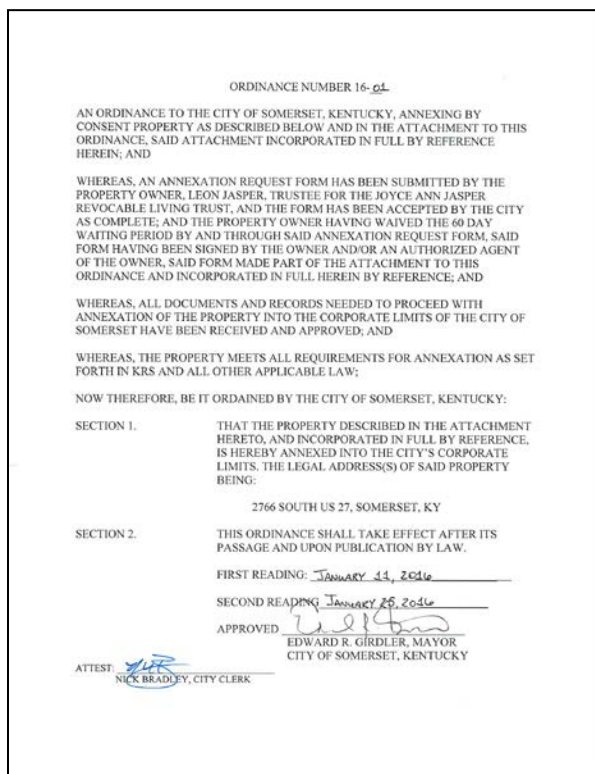 ORDINANCE NUMBER 16-01
AN ORDINANCE TO THE CITY OF SOMERSET, KENTUCKY, ANNEXING BY
CONSENT PROPERTY AS DESCRIBED BELOW AND IN THE ATTACHMENT TO THIS
ORDINANCE, SAID ATTACHMENT INCORPORATED IN FULL BY REFERENCE
HEREIN; AND
WHEREAS, AN ANNEXATION REQUEST FORM HAS BEEN SUBMITTED BY THE
PROPERTY OWNER, LEON JASPER, TRUSTEE FOR THE JOYCE ANN JASPER
REVOCABLE LIVING TRUST, AND THE FORM HAS BEEN ACCEPTED BY THE CITY
AS COMPLETE; AND THE PROPERTY OWNER HAVING WAIVED THE 60 DAY
WAITING PERIOD BY AND THROUGH SAID ANNEXATION REQUEST FORM, SAID
FORM HAVING BEEN SIGNED BY THE OWNER AND/OR AN AUTHORIZED AGENT
OF THE OWNER, SAID FORM MADE PART OF THE ATTACHMENT TO THIS
ORDINANCE AND INCORPORATED IN FULL HEREIN BY REFERENCE; AND
WHEREAS, ALL DOCUMENTS AND RECORDS NEEDED TO PROCEED WITH
ANNEXATION OF THE PROPERTY INTO THE CORPORATE LIMITS OF THE CITY OF
SOMERSET HAVE BEEN RECEIVED AND APPROVED; AND
WHEREAS, THE PROPERTY MEETS ALL REQUIREMENTS FOR ANNEXATION AS SET
FORTH IN KRS AND ALL OTHER APPLICABLE LAW;
NOW THEREFORE, BE IT ORDAINED BY THE CITY OF SOMERSET, KENTUCKY:
SECTION 1. THAT THE PROPERTY DESCRIBED IN THE ATTACHMENT
HERETO, AND INCORPORATED IN FULL BY REFERENCE,
IS HEREBY ANNEXED INTO THE CITY'S CORPORATE
LIMITS. THE LEGAL ADDRESS(S) OF SAID PROPERTY
BEING:
2766 SOUTH US 27, SOMERSET, KY
SECTION 2. THIS ORDINANCE SHALL TAKE EFFECT AFTER ITS
PASSAGE AND UPON PUBLICATION BY LAW.
FIRST READING: JANUARY 11, 2016
SECOND READING JANUARY 25, 2016
APPROVED
EDWARD R. GIRDLER, MAYOR
CITY OF SOMERSET, KENTUCKY
ATTEST:
NICK BRADLEY, CITY CLERK